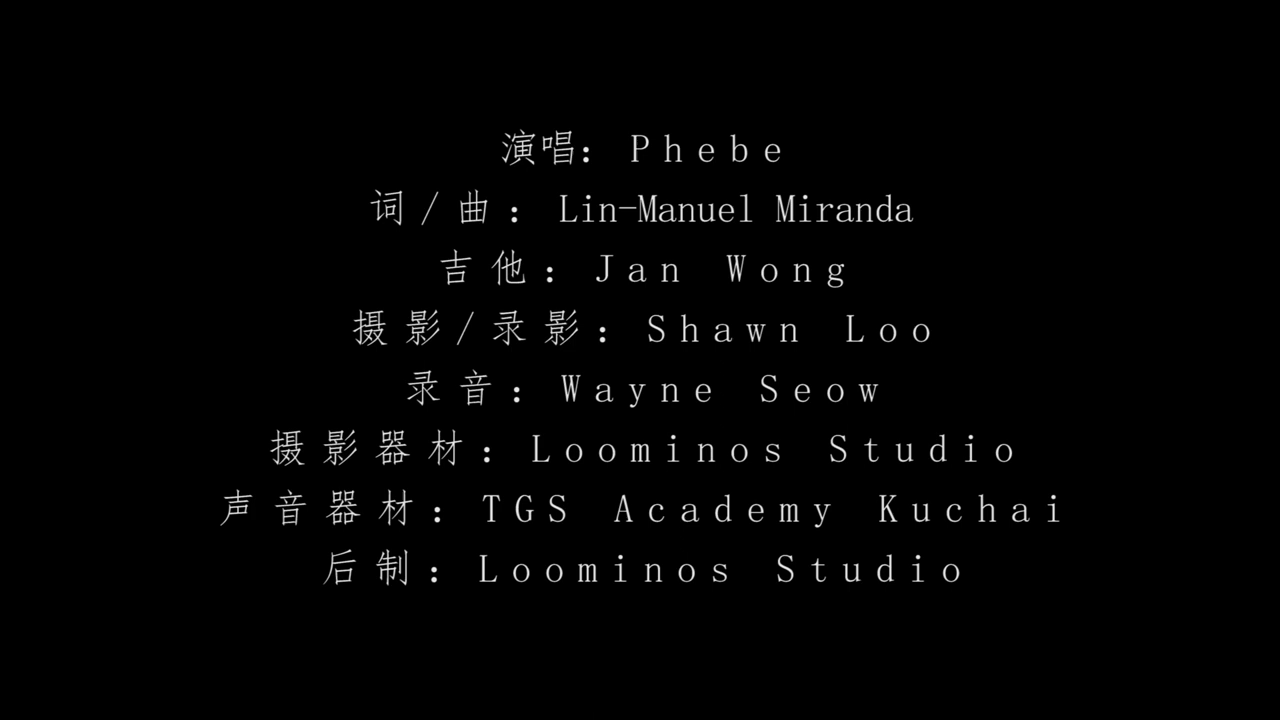 演唱：Phebe
词/曲：Lin-Manuel Miranda
吉他：Jan Wong
摄影/录影：Shawn Loo
录音：Wayne Seow
摄影器材：Loominos Studio
声音器材：TGS Academy Kuchai
后制：Loominos Studio